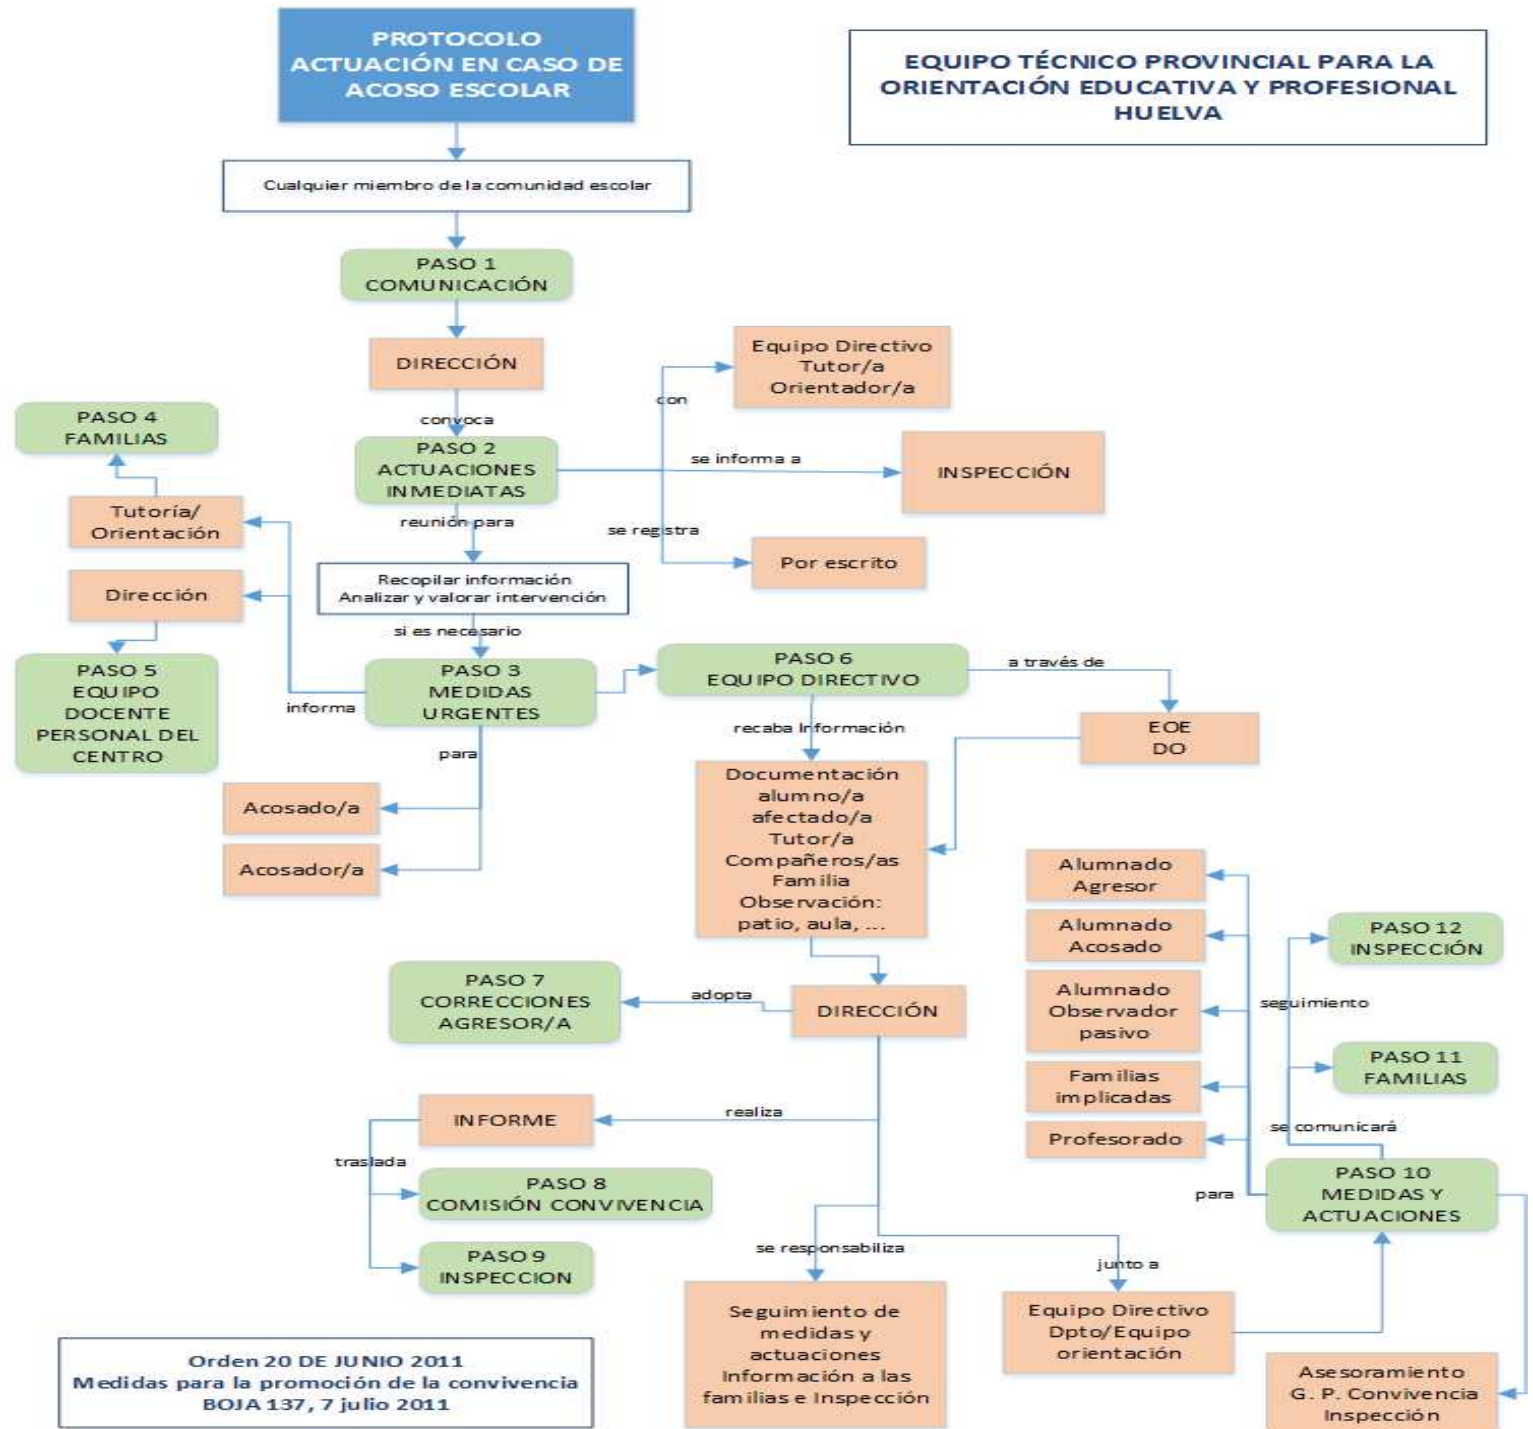 PROTOCOLO
ACTUACIÓN EN CASO DE
ACOSO ESCOLAR
EQUIPO TÉCNICO PROVINCIAL PARA LA
ORIENTACIÓN EDUCATIVA Y PROFESIONAL
HUELVA
Cualquier miembro de la comunidad escolar
PASO 1
COMUNICACIÓN
DIRECCIÓN
convoca
PASO 2
ACTUACIONES
INMEDIATAS
con
Equipo Directivo
Tutor/a
Orientador/a
se informa a
INSPECCIÓN
se registra
Por escrito
reunión para
Recopilar información
Analizar y valorar intervención
si es necesario
PASO 3
MEDIDAS
URGENTES
informa
Tutoría/
Orientación
PASO 4
FAMILIAS
Dirección
PASO 5
EQUIPO
DOCENTE
PERSONAL DEL
CENTRO
para
Acosado/a
Acosador/a
PASO 6
EQUIPO DIRECTIVO
a través de
EOE
DO
recaba Información
Documentación
alumno/a
afectado/a
Tutor/a
Compañeros/as
Familia
Observación:
patio, aula, ...
DIRECCIÓN
adopta
PASO 7
CORRECCIONES
AGRESOR/A
realiza
INFORME
traslada
PASO 8
COMISIÓN CONVIVENCIA
PASO 9
INSPECCION
se responsabiliza
Seguimiento de
medidas y
actuaciones
Información a las
familias e Inspección
junto a
Equipo Directivo
Dpto/Equipo
orientación
PASO 10
MEDIDAS Y
ACTUACIONES
para
Alumnado
Agresor
Alumnado
Acosado
Alumnado
Observador
pasivo
Familias
implicadas
Profesorado
se comunicará
PASO 11
FAMILIAS
seguimiento
PASO 12
INSPECCIÓN
Asesoramiento
G. P. Convivencia
Inspección
Orden 20 DE JUNIO 2011
Medidas para la promoción de la convivencia
BOJA 137, 7 julio 2011